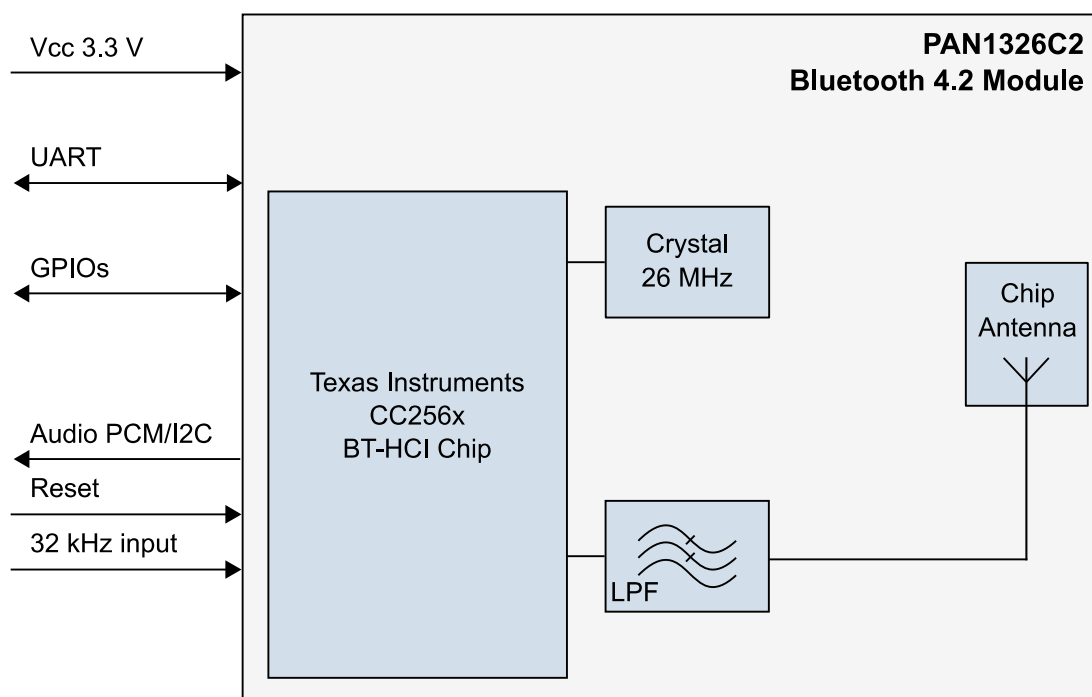 Vcc 3.3 V
PAN1326C2
Bluetooth 4.2 Module
UART
GPIOs
Crystal
26 MHz
Chip
Antenna
Texas Instruments
CC256x
BT-HCI Chip
Audio PCM/I2C
Reset
32 kHz input
LPF